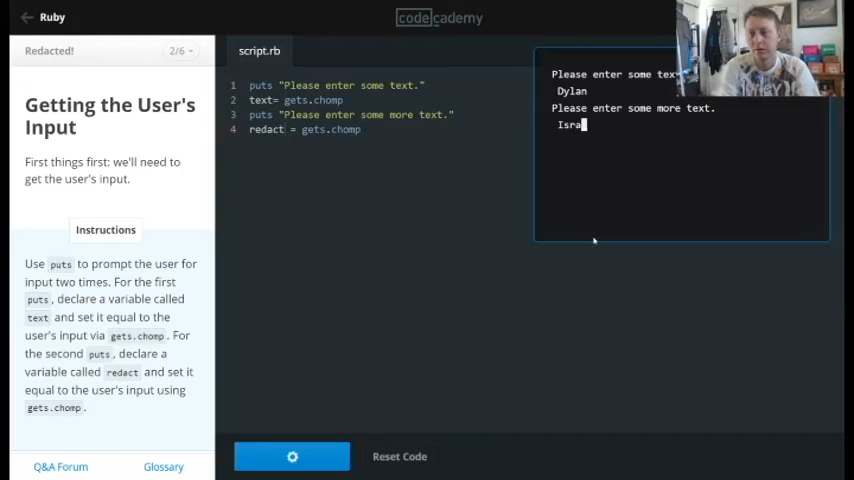 Ruby
codecademy
Redacted!
2/6
script.rb
Getting the User's
Input
First things first: we'll need to
get the user's input.
Instructions
Use puts to prompt the user for
input two times. For the first
puts, declare a variable called
text and set it equal to the
user's input via gets.chomp. For
the second puts, declare a
variable called redact and set it
equal to the user's input using
gets.chomp.
Q&A Forum
Glossary
1 puts "Please enter some text."
2 text= gets.chomp
3 puts "Please enter some more text."
4 redact = gets.chomp
Please enter some tex
Dylan
Please enter some more text.
Isra
Reset Code